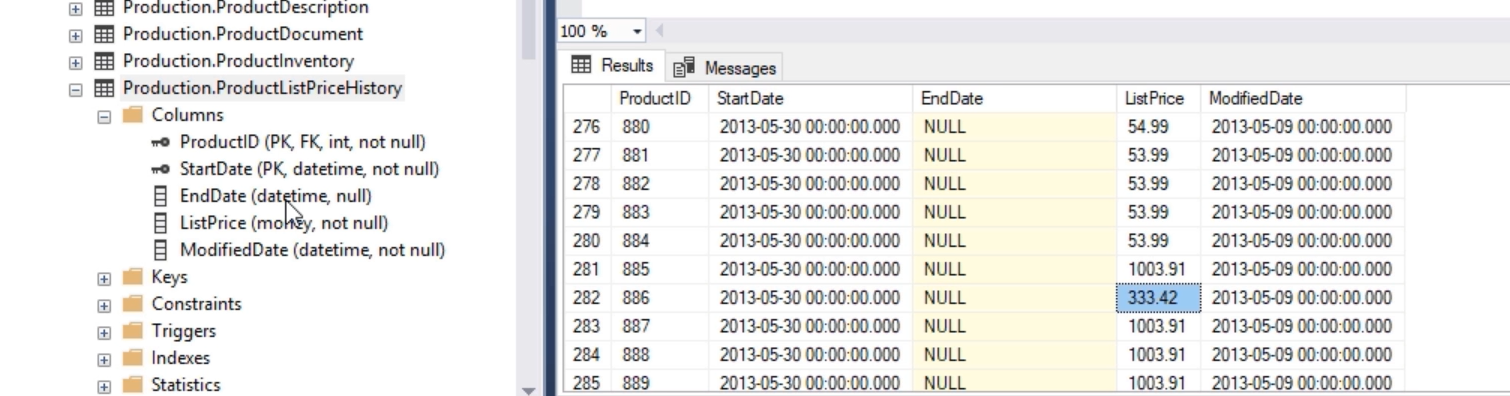 Production.ProductDescription
Production.ProductDocument
Production.ProductInventory
Production.ProductListPriceHistory
Columns
ProductID (PK, FK, int, not null)
StartDate (PK, datetime, not null)
EndDate (datetime, null)
ListPrice (money, not null)
ModifiedDate (datetime, not null)
Keys
Constraints
Triggers
Indexes
Statistics
100 %
Results Messages
ProductID StartDate EndDate ListPrice ModifiedDate
276 880 2013-05-30 00:00:00.000 NULL 54.99 2013-05-09 00:00:00.000
277 881 2013-05-30 00:00:00.000 NULL 53.99 2013-05-09 00:00:00.000
278 882 2013-05-30 00:00:00.000 NULL 53.99 2013-05-09 00:00:00.000
279 883 2013-05-30 00:00:00.000 NULL 53.99 2013-05-09 00:00:00.000
280 884 2013-05-30 00:00:00.000 NULL 53.99 2013-05-09 00:00:00.000
281 885 2013-05-30 00:00:00.000 NULL 1003.91 2013-05-09 00:00:00.000
282 886 2013-05-30 00:00:00.000 NULL 333.42 2013-05-09 00:00:00.000
283 887 2013-05-30 00:00:00.000 NULL 1003.91 2013-05-09 00:00:00.000
284 888 2013-05-30 00:00:00.000 NULL 1003.91 2013-05-09 00:00:00.000
285 889 2013-05-30 00:00:00.000 NULL 1003.91 2013-05-09 00:00:00.000